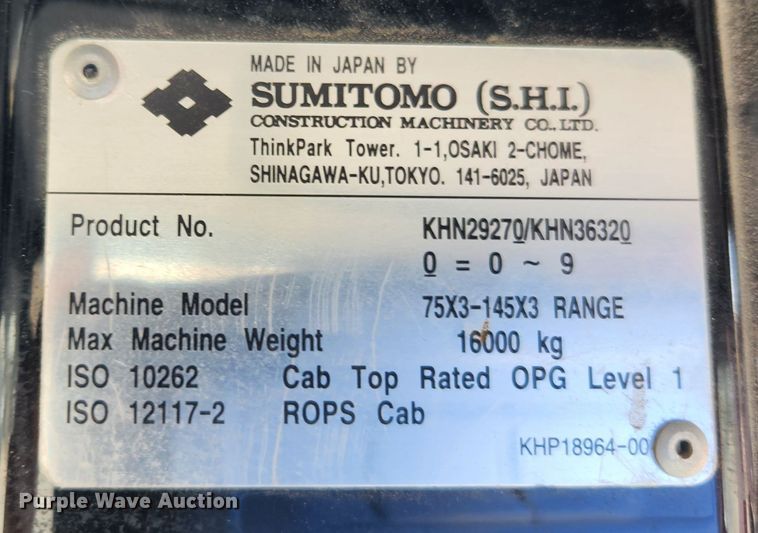 MADE IN JAPAN BY
SUMITOMO (S.H.I.)
CONSTRUCTION MACHINERY CO.,LTD.
ThinkPark Tower. 1-1,OSAKI 2-CHOME,
SHINAGAWA-KU,TOKYO. 141-6025, JAPAN
Product No. KHN29270/KHN36320
0 = 0 ~ 9
Machine Model 75X3-145X3 RANGE
Max Machine Weight 16000 kg
ISO 10262 Cab Top Rated OPG Level 1
ISO 12117-2 ROPS Cab
KHP18964-00
Purple Wave Auction